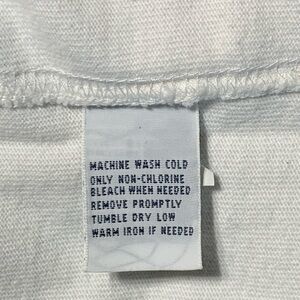 MACHINE WASH COLD
ONLY NON-CHLORINE
BLEACH WHEN NEEDED
REMOVE PROMPTLY
TUMBLE DRY LOW
WARM IRON IF NEEDED